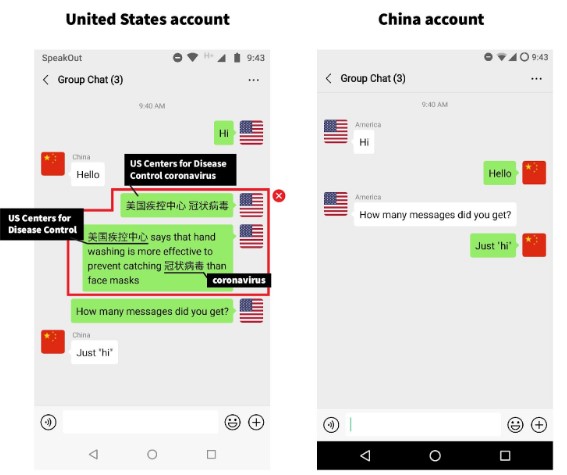 United States account
SpeakOut
H+
9:43
Group Chat (3)
9:40 AM
Hi
China
Hello
US Centers for Disease
Control coronavirus
美国疾控中心 冠状病毒
US Centers for
Disease Control
美国疾控中心 says that hand
washing is more effective to
prevent catching 冠状病毒 than
face masks
coronavirus
How many messages did you get?
China
Just "hi"
China account
9:43
Group Chat (3)
9:40 AM
America
Hi
Hello
America
How many messages did you get?
Just "hi"